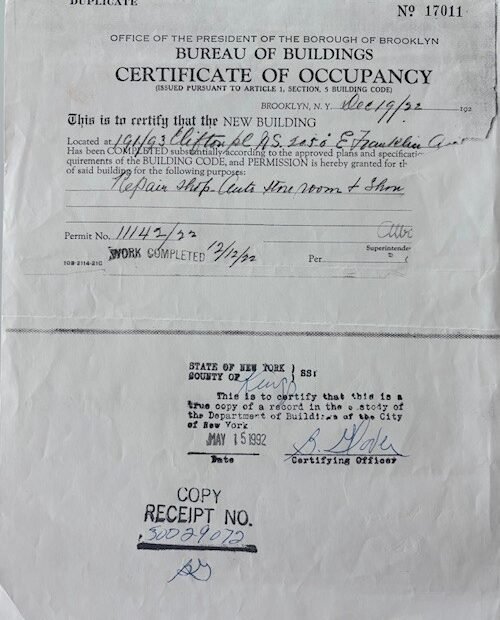 DUPLICATE
No 17011
OFFICE OF THE PRESIDENT OF THE BOROUGH OF BROOKLYN
BUREAU OF BUILDINGS
CERTIFICATE OF OCCUPANCY
(ISSUED PURSUANT TO ARTICLE 1, SECTION, 5 BUILDING CODE)
BROOKLYN, N. Y. Dec 19/22 192
This is to certify that the NEW BUILDING
Located at 191/93 Clifton pl N.S. 205' E. Franklin
Has been COMPLETED substantially according to the approved plans and specificati
quirements of the BUILDING CODE, and PERMISSION is hereby granted for th
of said building for the following purposes:
Repair shop - Auto store room + Show
Permit No. 11142/22
Superintende
WORK COMPLETED 12/12/22 Per
109-2114-21G
STATE OF NEW YORK } SS:
COUNTY OF Kings
This is to certify that this is a
true copy of a record in the custody of
the Department of Buildings of the City
of New York
MAY 15 1992
Date Certifying Officer
COPY
RECEIPT NO.
50029072